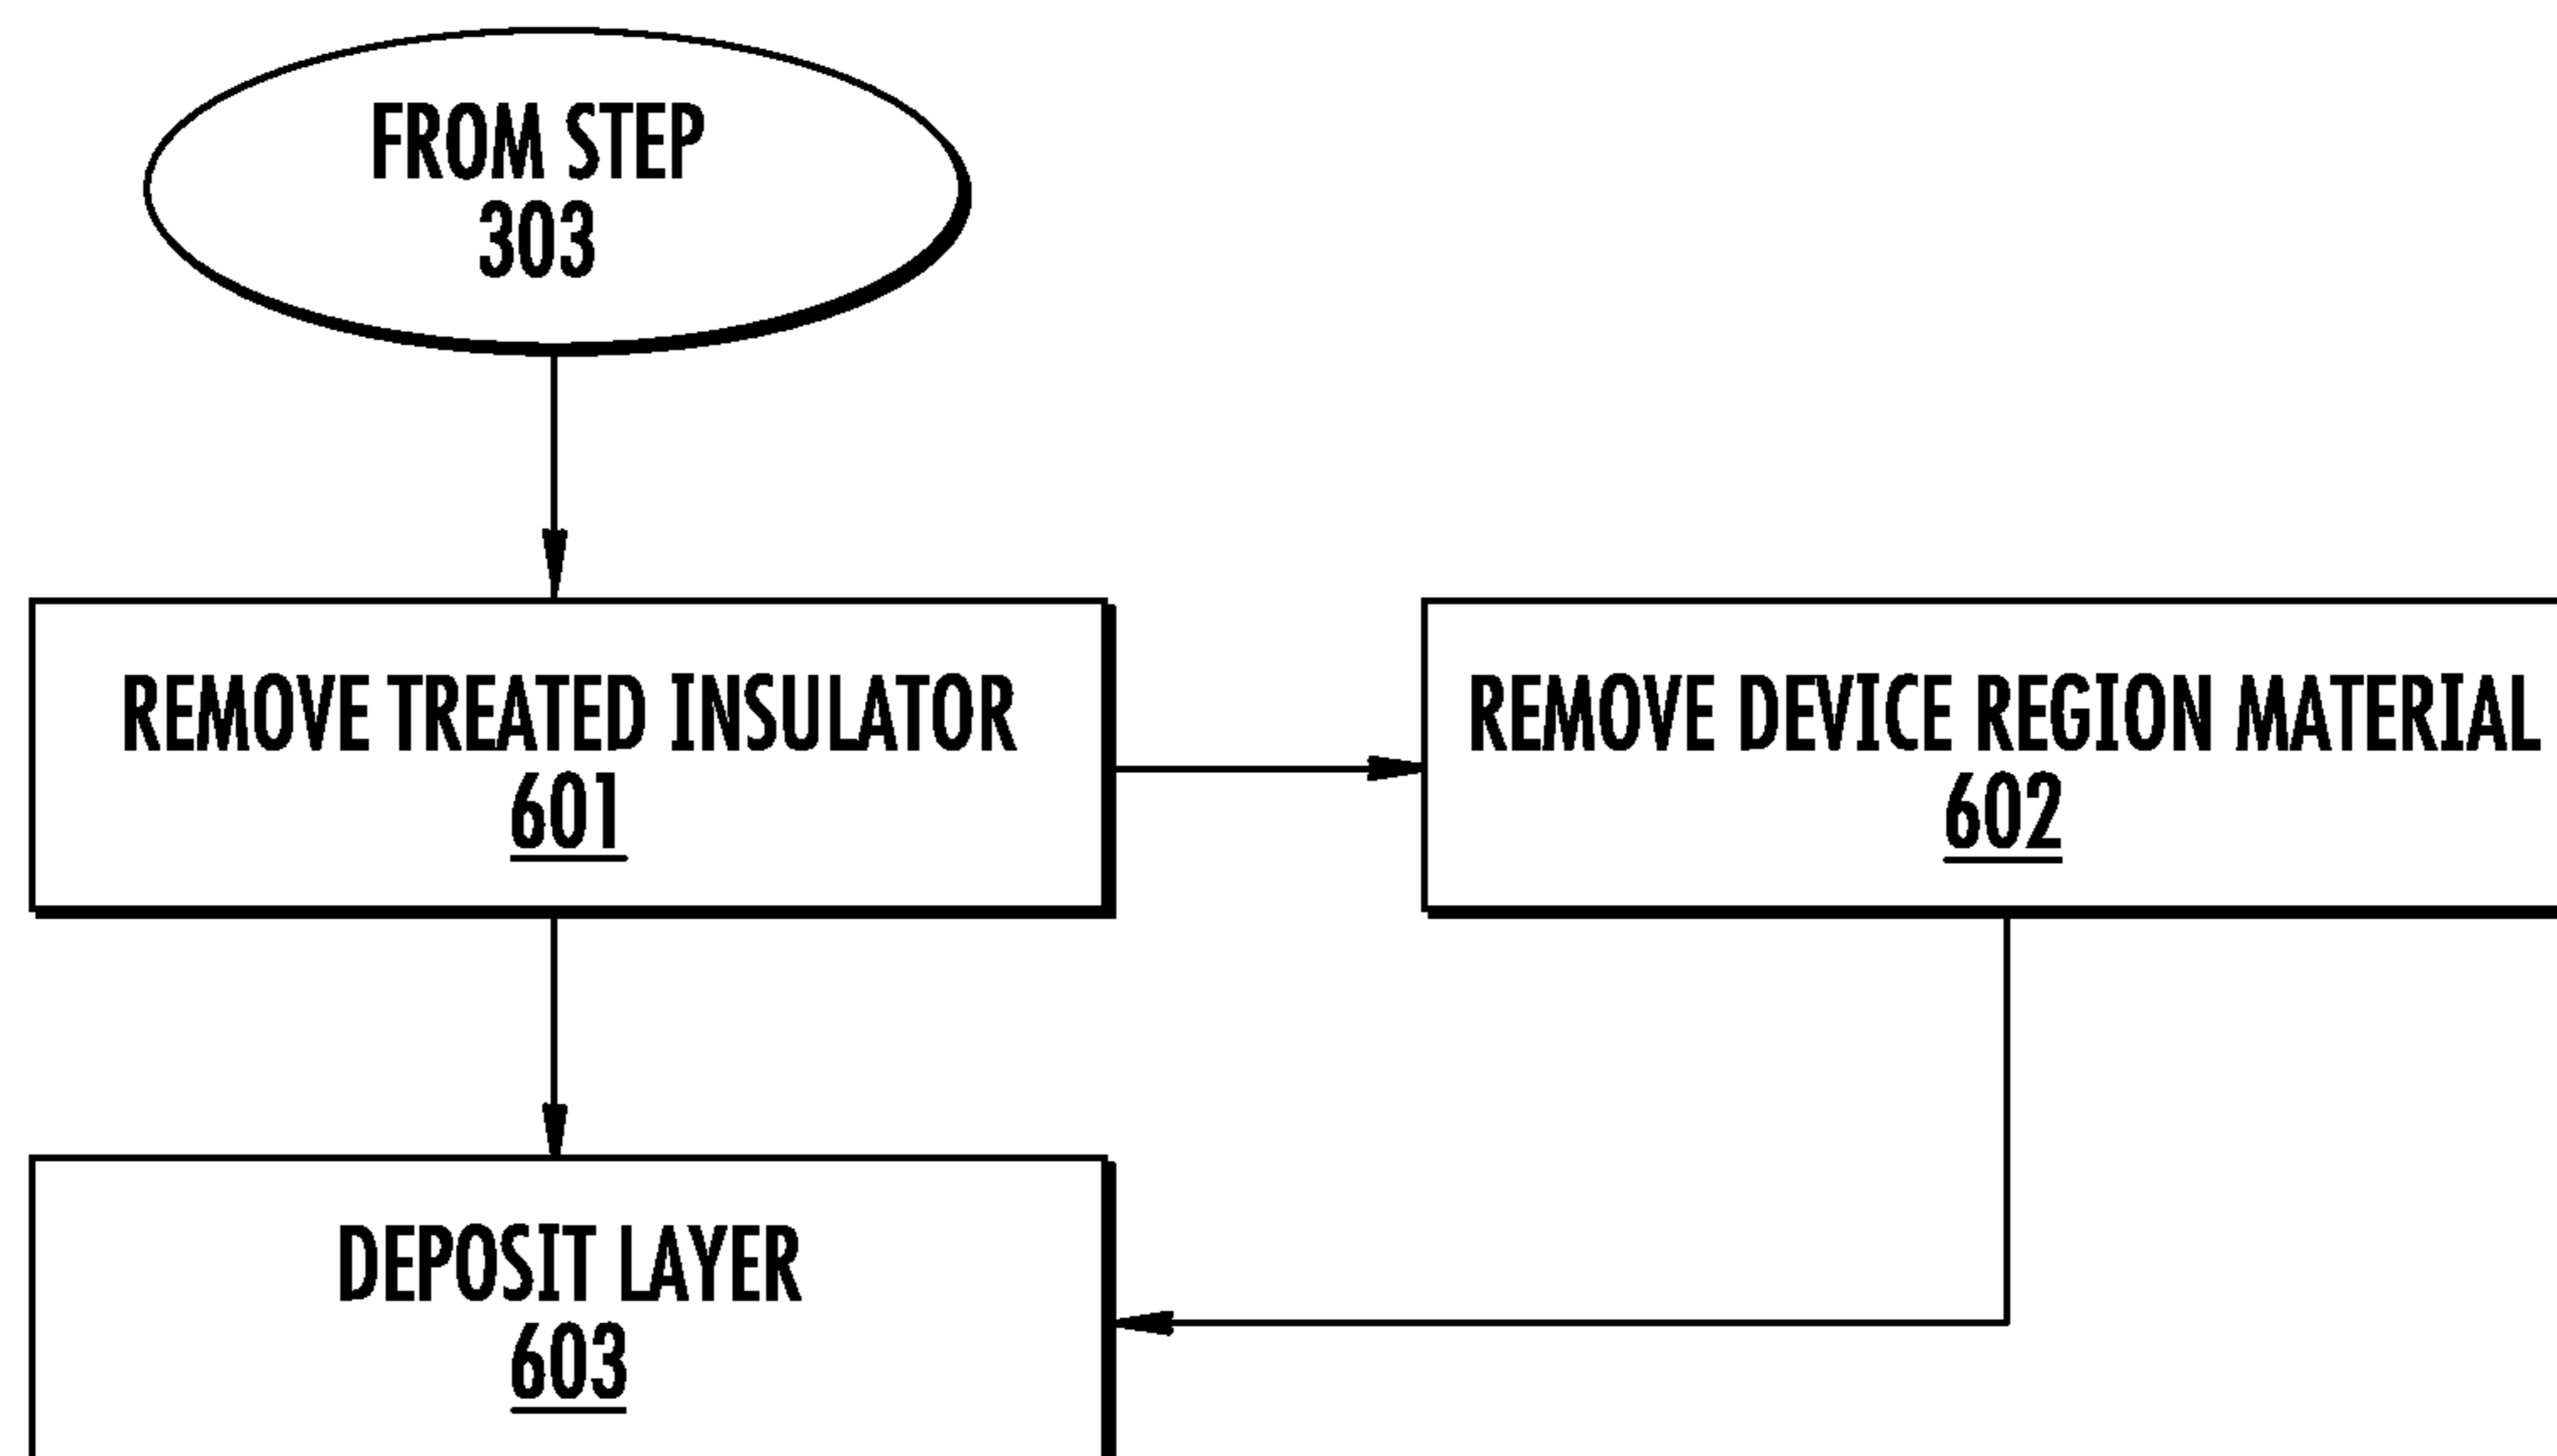 FROM STEP
303
REMOVE TREATED INSULATOR
601
REMOVE DEVICE REGION MATERIAL
602
DEPOSIT LAYER
603